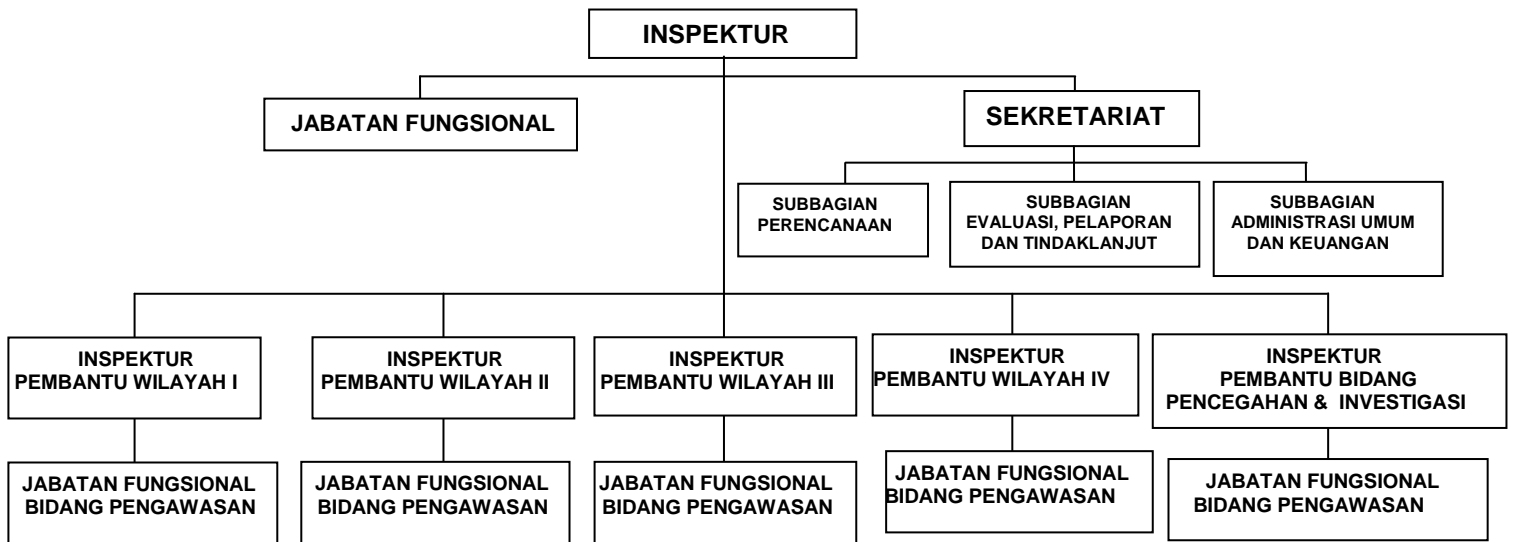 INSPEKTUR
JABATAN FUNGSIONAL
SEKRETARIAT
SUBBAGIAN
PERENCANAAN
SUBBAGIAN
EVALUASI, PELAPORAN
DAN TINDAKLANJUT
SUBBAGIAN
ADMINISTRASI UMUM
DAN KEUANGAN
INSPEKTUR
PEMBANTU WILAYAH I
INSPEKTUR
PEMBANTU WILAYAH II
INSPEKTUR
PEMBANTU WILAYAH III
INSPEKTUR
PEMBANTU WILAYAH IV
INSPEKTUR
PEMBANTU BIDANG
PENCEGAHAN & INVESTIGASI
JABATAN FUNGSIONAL
BIDANG PENGAWASAN
JABATAN FUNGSIONAL
BIDANG PENGAWASAN
JABATAN FUNGSIONAL
BIDANG PENGAWASAN
JABATAN FUNGSIONAL
BIDANG PENGAWASAN
JABATAN FUNGSIONAL
BIDANG PENGAWASAN